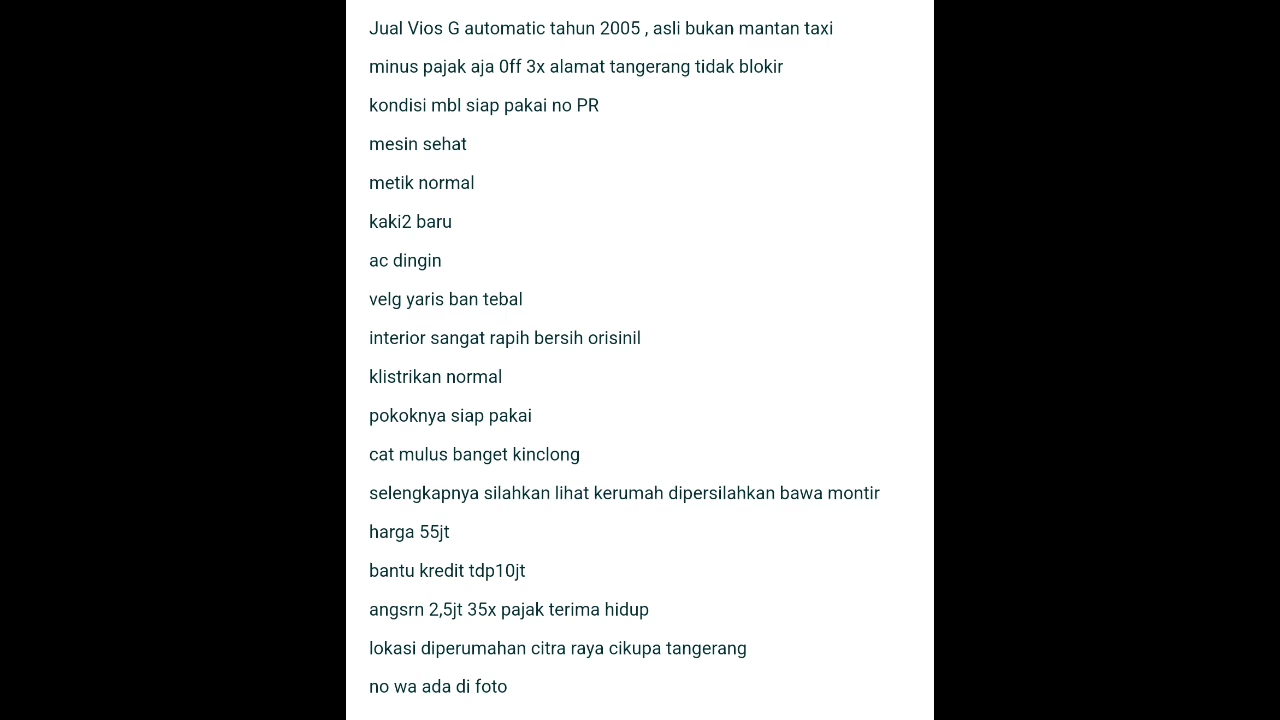 Jual Vios G automatic tahun 2005 , asli bukan mantan taxi
minus pajak aja 0ff 3x alamat tangerang tidak blokir
kondisi mbl siap pakai no PR
mesin sehat
metik normal
kaki2 baru
ac dingin
velg yaris ban tebal
interior sangat rapih bersih orisinil
klistrikan normal
pokoknya siap pakai
cat mulus banget kinclong
selengkapnya silahkan lihat kerumah dipersilahkan bawa montir
harga 55jt
bantu kredit tdp10jt
angsrn 2,5jt 35x pajak terima hidup
lokasi diperumahan citra raya cikupa tangerang
no wa ada di foto